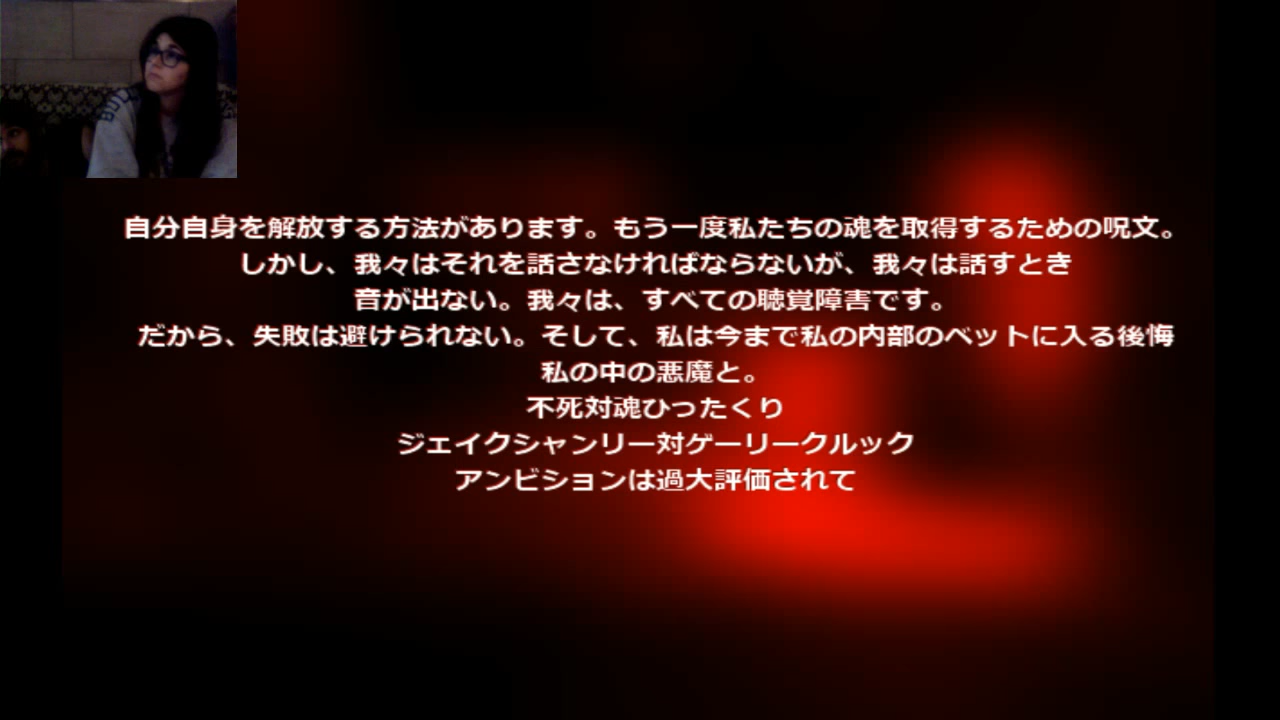 自分自身を解放する方法があります。もう一度私たちの魂を取得するための呪文。
しかし、我々はそれを話さなければならないが、我々は話すとき
音が出ない。我々は、すべての聴覚障害です。
だから、失敗は避けられない。そして、私は今まで私の内部のベットに入る後悔
私の中の悪魔と。
不死対魂ひったくり
ジェイクシャンリー対ゲーリークルック
アンビションは過大評価されて